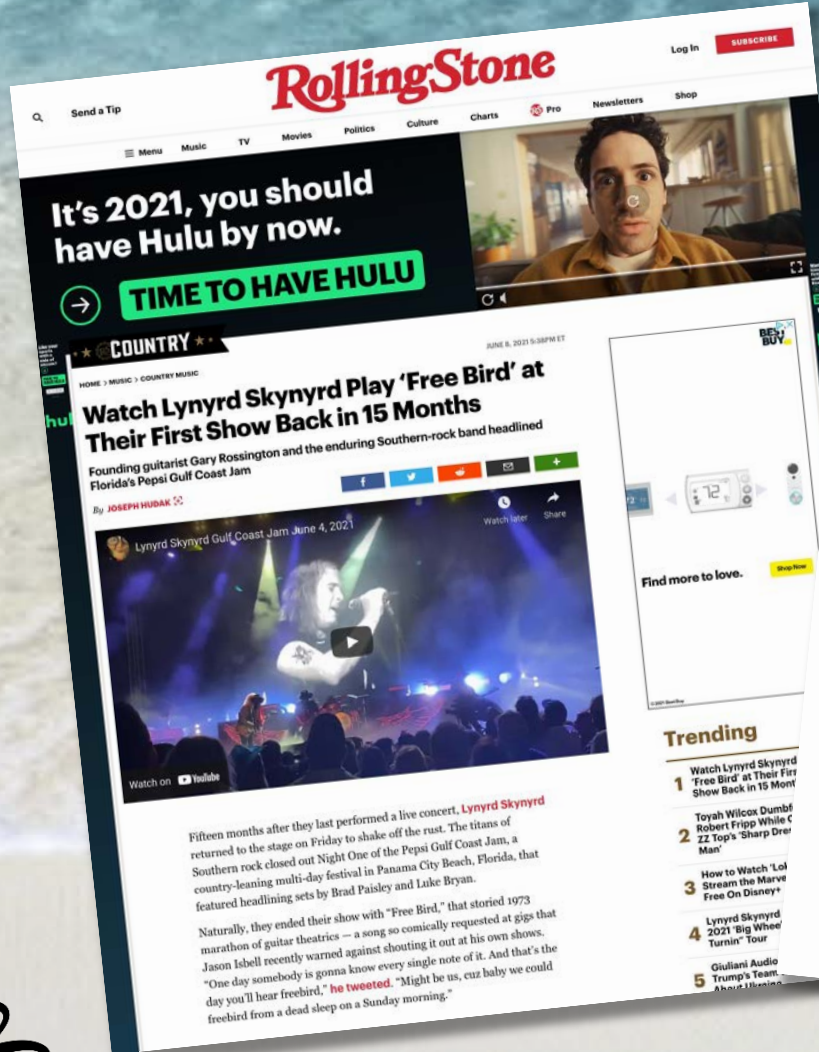 Log In
SUBSCRIBE
RollingStone
Send a Tip
Menu Music TV Movies Politics Culture Charts Pro Newsletters Shop
It's 2021, you should
have Hulu by now.
TIME TO HAVE HULU
COUNTRY
JUNE 8, 2021 5:38PM ET
HOME > MUSIC > COUNTRY MUSIC
Watch Lynyrd Skynyrd Play ‘Free Bird’ at
Their First Show Back in 15 Months
Founding guitarist Gary Rossington and the enduring Southern-rock band headlined
Florida's Pepsi Gulf Coast Jam
By JOSEPH HUDAK
Lynyrd Skynyrd Gulf Coast Jam June 4, 2021
Watch later
Share
Watch on YouTube
Fifteen months after they last performed a live concert, Lynyrd Skynyrd
returned to the stage on Friday to shake off the rust. The titans of
Southern rock closed out Night One of the Pepsi Gulf Coast Jam, a
country-leaning multi-day festival in Panama City Beach, Florida, that
featured headlining sets by Brad Paisley and Luke Bryan.
Naturally, they ended their show with “Free Bird,” that storied 1973
marathon of guitar theatrics — a song so comically requested at gigs that
Jason Isbell recently warned against shouting it out at his own shows.
“One day somebody is gonna know every single note of it. And that's the
day you'll hear freebird,” he tweeted. “Might be us, cuz baby we could
freebird from a dead sleep on a Sunday morning.”
hul
BEST
BUY
72
Find more to love.
Shop Now
Trending
1 Watch Lynyrd Skynyrd
‘Free Bird’ at Their Firs
Show Back in 15 Mont
2 Toyah Wilcox Dumbf
Robert Fripp While
ZZ Top's ‘Sharp Dre
Man’
3 How to Watch ‘Lo
Stream the Marve
Free On Disney+
4 Lynyrd Skynyrd
2021 ‘Big Whee
Turnin’” Tour
5 Giuliani Audio
Trump's Team